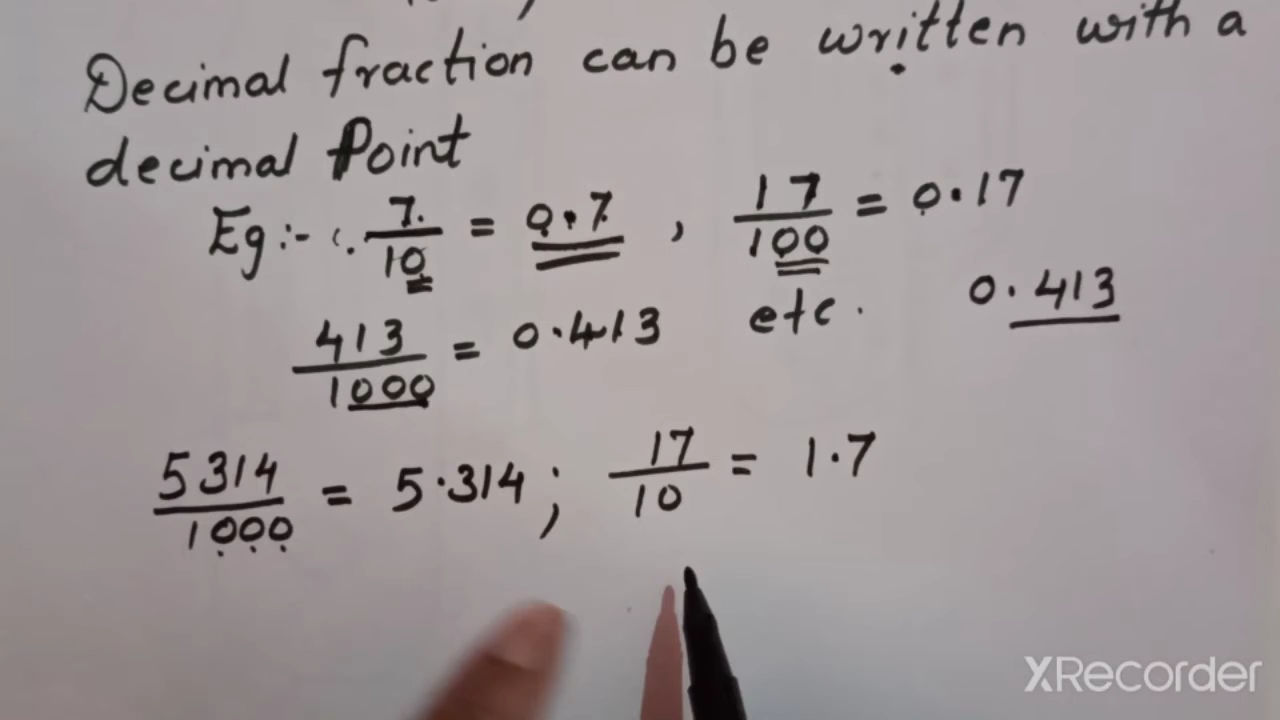 Decimal fraction can be written with a
decimal Point
Eg:- 7/10 = 0.7 , 17/100 = 0.17
413/1000 = 0.413 etc. 0.413
5314/1000 = 5.314 ; 17/10 = 1.7
XRecorder